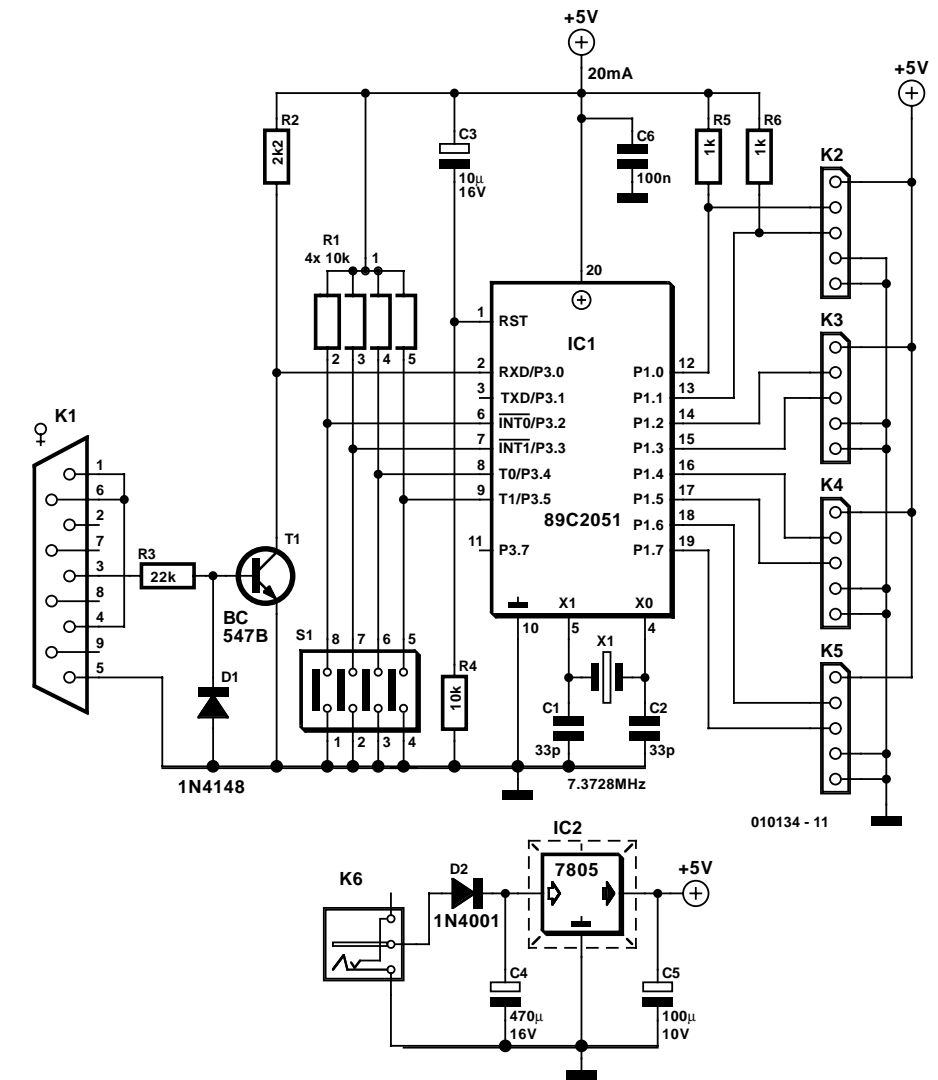 +5V
20mA
+5V
R2
2k2
C3
10μ
16V
C6
100n
R5
1k
R6
1k
K2
R1
4x 10k
1
2
3
4
5
20
IC1
89C2051
1
RST
2
RXD/P3.0
3
TXD/P3.1
6
INT0/P3.2
7
INT1/P3.3
8
T0/P3.4
9
T1/P3.5
11
P3.7
P1.0
12
P1.1
13
P1.2
14
P1.3
15
P1.4
16
P1.5
17
P1.6
18
P1.7
19
X1
X0
10
5
4
K3
K4
K5
K1
1
6
2
7
3
8
4
9
5
R3
22k
T1
BC
547B
D1
1N4148
S1
8
7
6
5
1
2
3
4
R4
10k
X1
C1
33p
C2
33p
7.3728MHz
010134 - 11
K6
D2
1N4001
IC2
7805
+5V
C4
470μ
16V
C5
100μ
10V